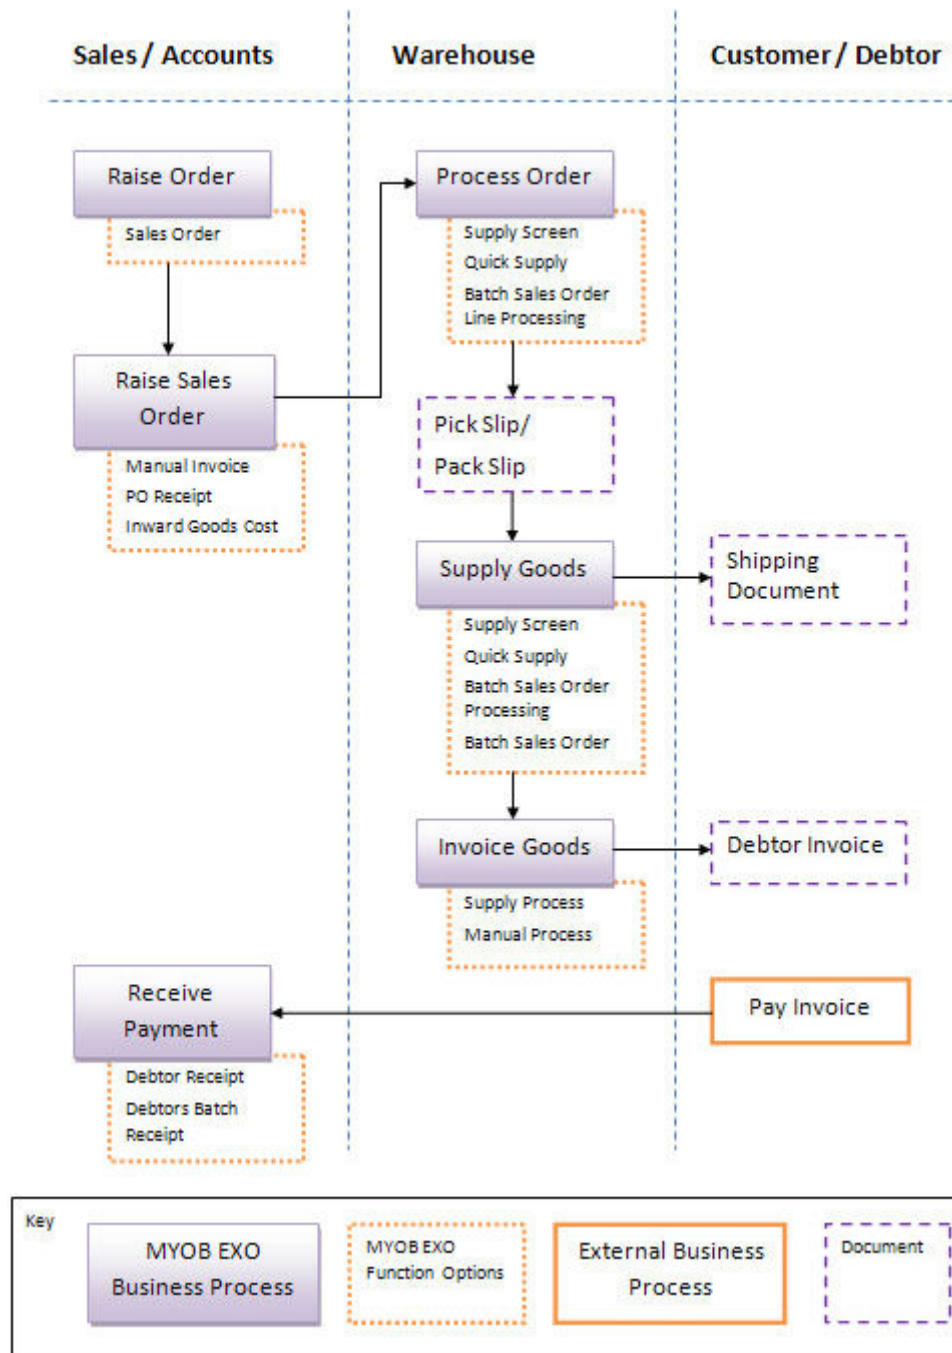 Sales / Accounts
Warehouse
Customer / Debtor
Raise Order
Sales Order
Process Order
Supply Screen
Quick Supply
Batch Sales Order
Line Processing
Raise Sales
Order
Manual Invoice
PO Receipt
Inward Goods Cost
Pick Slip/
Pack Slip
Supply Goods
Supply Screen
Quick Supply
Batch Sales Order
Processing
Batch Sales Order
Shipping
Document
Invoice Goods
Supply Process
Manual Process
Debtor Invoice
Receive
Payment
Debtor Receipt
Debtors Batch
Receipt
Pay Invoice
Key
MYOB EXO
Business Process
MYOB EXO
Function Options
External Business
Process
Document